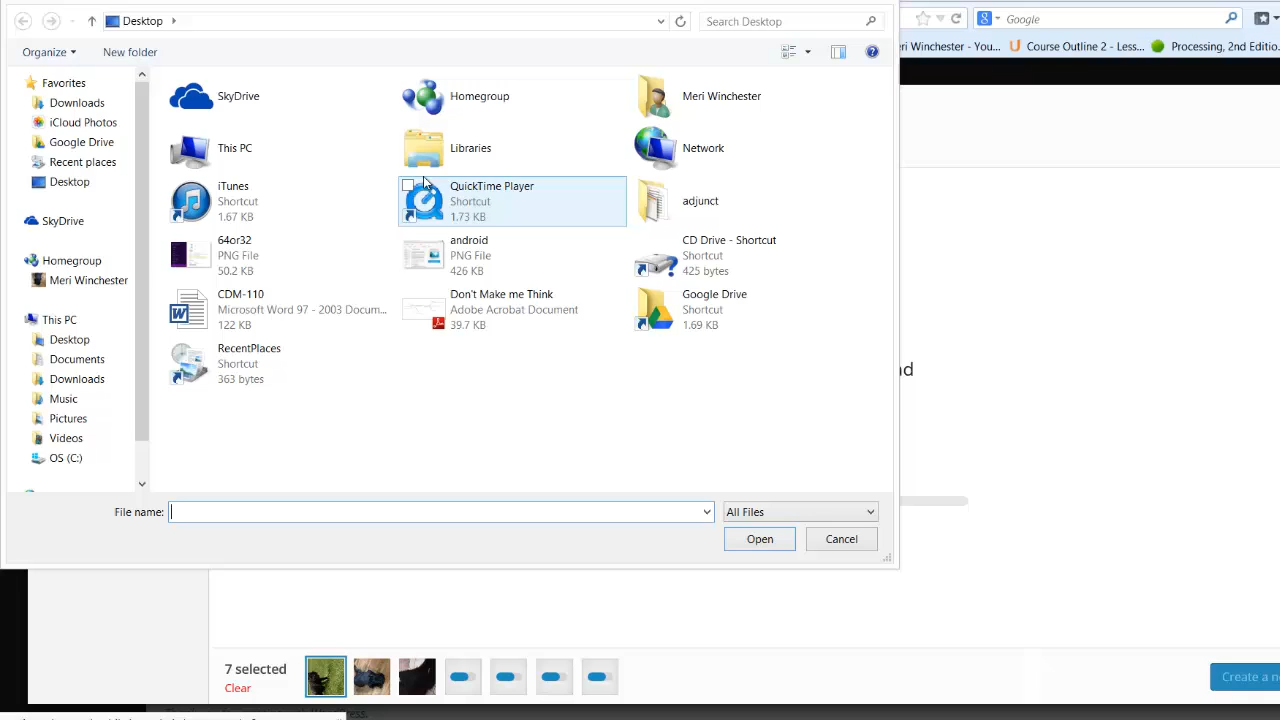 Desktop
Search Desktop
Google
eri Winchester - You...
Course Outline 2 - Less...
Processing, 2nd Editio...
Organize
New folder
Favorites
Downloads
iCloud Photos
Google Drive
Recent places
Desktop
SkyDrive
Homegroup
Meri Winchester
This PC
Desktop
Documents
Downloads
Music
Pictures
Videos
OS (C:)
SkyDrive
Homegroup
Meri Winchester
This PC
Libraries
Network
iTunes
Shortcut
1.67 KB
QuickTime Player
Shortcut
1.73 KB
adjunct
64or32
PNG File
50.2 KB
android
PNG File
426 KB
CD Drive - Shortcut
Shortcut
425 bytes
CDM-110
Microsoft Word 97 - 2003 Docum...
122 KB
Don't Make me Think
Adobe Acrobat Document
39.7 KB
Google Drive
Shortcut
1.69 KB
RecentPlaces
Shortcut
363 bytes
nd
File name:
All Files
Open
Cancel
7 selected
Clear
Create a ne